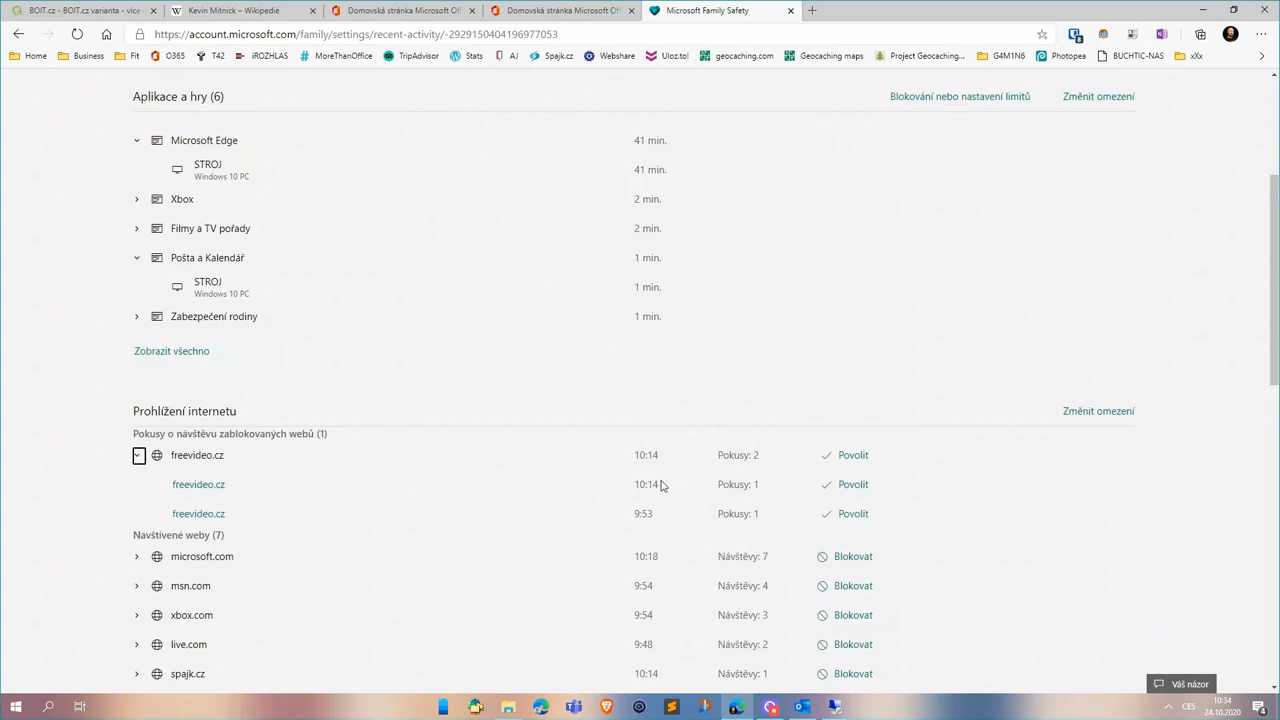 BOIT.cz - BOIT.cz varianta - více
Kevin Mitnick – Wikipedie
Domovská stránka Microsoft Off
Domovská stránka Microsoft Off
Microsoft Family Safety
https://account.microsoft.com/family/settings/recent-activity/-2929150404196977053
Home
Business
Fit
O365
T42
iROZHLAS
MoreThanOffice
TripAdvisor
Stats
AJ
Spajk.cz
Webshare
Uloz.to!
geocaching.com
Geocaching maps
Project Geocaching...
G4M1N6
Photopea
BUCHTIC-NAS
xXx
Aplikace a hry (6)
Blokování nebo nastavení limitů
Změnit omezení
Microsoft Edge
41 min.
STROJ
Windows 10 PC
41 min.
Xbox
2 min.
Filmy a TV pořady
2 min.
Pošta a Kalendář
1 min.
STROJ
Windows 10 PC
1 min.
Zabezpečení rodiny
1 min.
Zobrazit všechno
Prohlížení internetu
Změnit omezení
Pokusy o návštěvu zablokovaných webů (1)
freevideo.cz
10:14
Pokusy: 2
Povolit
freevideo.cz
10:14
Pokusy: 1
Povolit
freevideo.cz
9:53
Pokusy: 1
Povolit
Navštívené weby (7)
microsoft.com
10:18
Návštěvy: 7
Blokovat
msn.com
9:54
Návštěvy: 4
Blokovat
xbox.com
9:54
Návštěvy: 3
Blokovat
live.com
9:48
Návštěvy: 2
Blokovat
spajk.cz
10:14
Návštěvy: 1
Blokovat
Váš názor
CES
10:34
24.10.2020
4